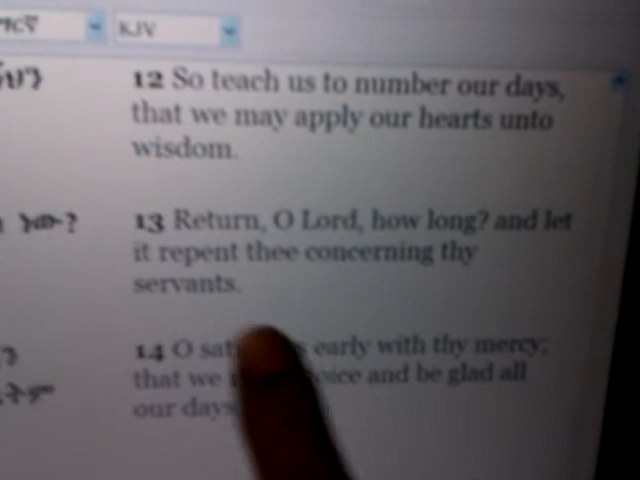 KJV
12 So teach us to number our days,
that we may apply our hearts unto
wisdom.
ነው?
13 Return, O Lord, how long? and let
it repent thee concerning thy
servants.
14 O early with thy mercy;
that we and be glad all
our days